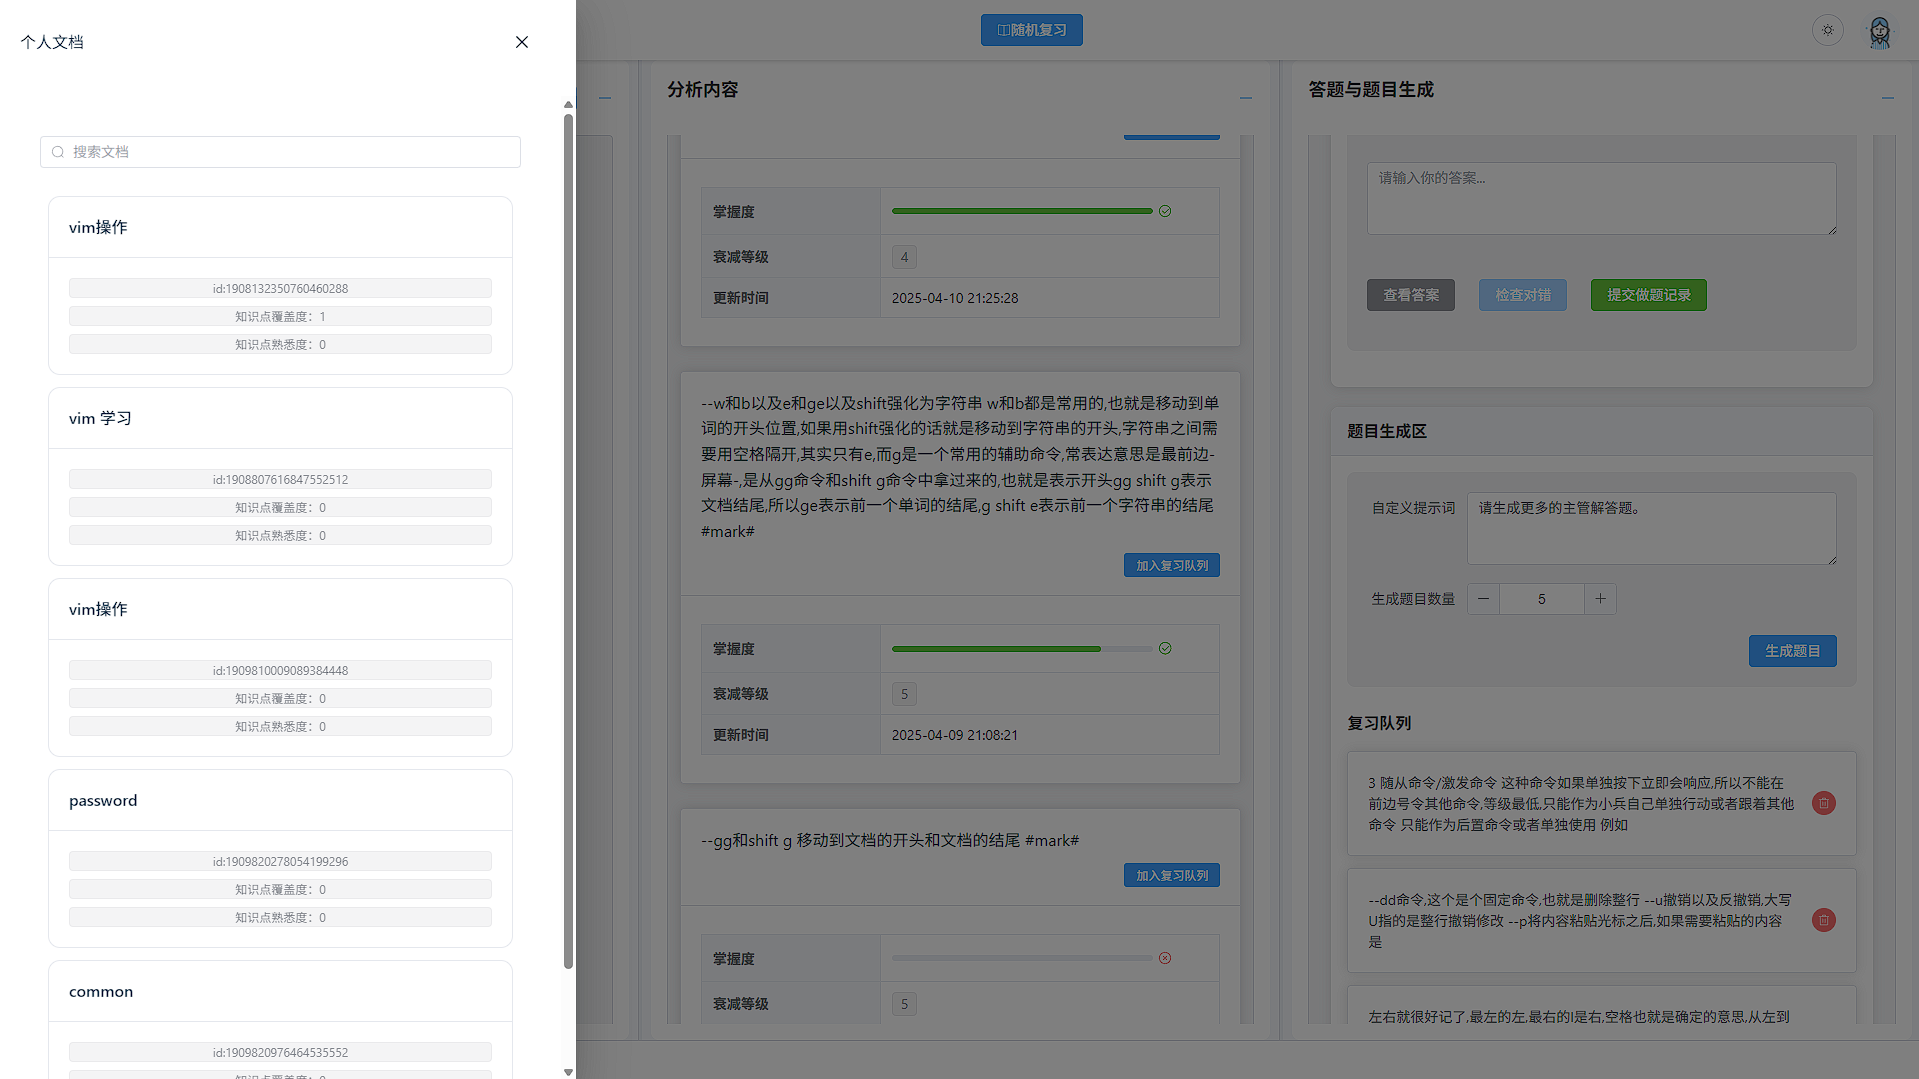 个人文档
搜索文档
vim操作
id:1908132350760460288
知识点覆盖度：1
知识点熟悉度：0
vim 学习
id:1908807616847552512
知识点覆盖度：0
知识点熟悉度：0
vim操作
id:1909810009089384448
知识点覆盖度：0
知识点熟悉度：0
password
id:1909820278054199296
知识点覆盖度：0
知识点熟悉度：0
common
id:1909820976464535552
知识点覆盖度：0
随机复习
分析内容
掌握度
衰减等级
4
更新时间
2025-04-10 21:25:28
--w和b以及e和ge以及shift强化为字符串 w和b都是常用的,也就是移动到单
词的开头位置,如果用shift强化的话就是移动到字符串的开头,字符串之间需
要用空格隔开,其实只有e,而g是一个常用的辅助命令,常表达意思是最前边-
屏幕-,是从gg命令和shift g命令中拿过来的,也就是表示开头gg shift g表示
文档结尾,所以ge表示前一个单词的结尾,g shift e表示前一个字符串的结尾
#mark#
加入复习队列
掌握度
衰减等级
5
更新时间
2025-04-09 21:08:21
--gg和shift g 移动到文档的开头和文档的结尾 #mark#
加入复习队列
掌握度
衰减等级
5
答题与题目生成
请输入你的答案...
查看答案
检查对错
提交做题记录
题目生成区
自定义提示词
请生成更多的主管解答题。
生成题目数量
5
生成题目
复习队列
3 随从命令/激发命令 这种命令如果单独按下立即会响应,所以不能在
前边号令其他命令,等级最低,只能作为小兵自己单独行动或者跟着其他
命令 只能作为后置命令或者单独使用 例如
--dd命令,这个是个固定命令,也就是删除整行 --u撤销以及反撤销,大写
U指的是整行撤销修改 --p将内容粘贴光标之后,如果需要粘贴的内容
是
左右就很好记了,最左的左,最右的l是右,空格也就是确定的意思,从左到